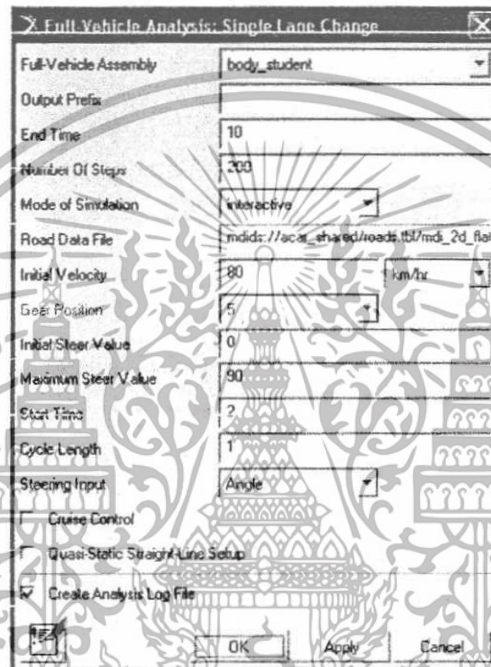 Full-Vehicle Analysis: Single Lane Change
Full-Vehicle Assembly body_student
Output Prefix
End Time 10
Number Of Steps 200
Mode of Simulation interactive
Road Data File mdids://acar_shared/roads.tbl/mdi_2d_flat
Initial Velocity 80 km/hr
Gear Position 5
Initial Steer Value 0
Maximum Steer Value 90
Start Time 2
Cycle Length 1
Steering Input Angle
Cruise Control
Quasi-Static Straight-Line Setup
Create Analysis Log File
OK Apply Cancel